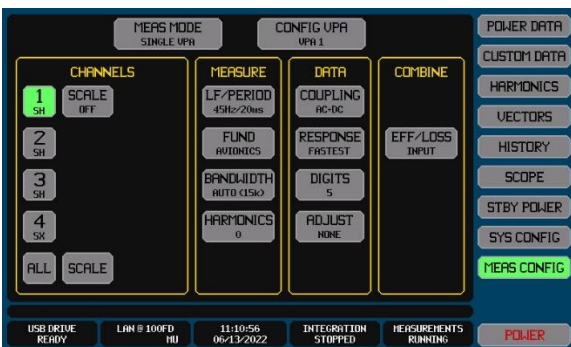 MEAS MODE
SINGLE VPA
CONFIG VPA
VPA 1
CHANNELS
1
SH
SCALE
OFF
2
SH
3
SH
4
SX
ALL
SCALE
MEASURE
LF/PERIOD
45Hz/20ms
FUND
AVIONICS
BANDWIDTH
AUTO (15k)
HARMONICS
0
DATA
COUPLING
AC+DC
RESPONSE
FASTEST
DIGITS
5
ADJUST
NONE
COMBINE
EFF/LOSS
INPUT
POWER DATA
CUSTOM DATA
HARMONICS
VECTORS
HISTORY
SCOPE
STBY POWER
SYS CONFIG
MEAS CONFIG
USB DRIVE
READY
LAN @ 100FD
MU
11:10:56
06/13/2022
INTEGRATION
STOPPED
MEASUREMENTS
RUNNING
POWER